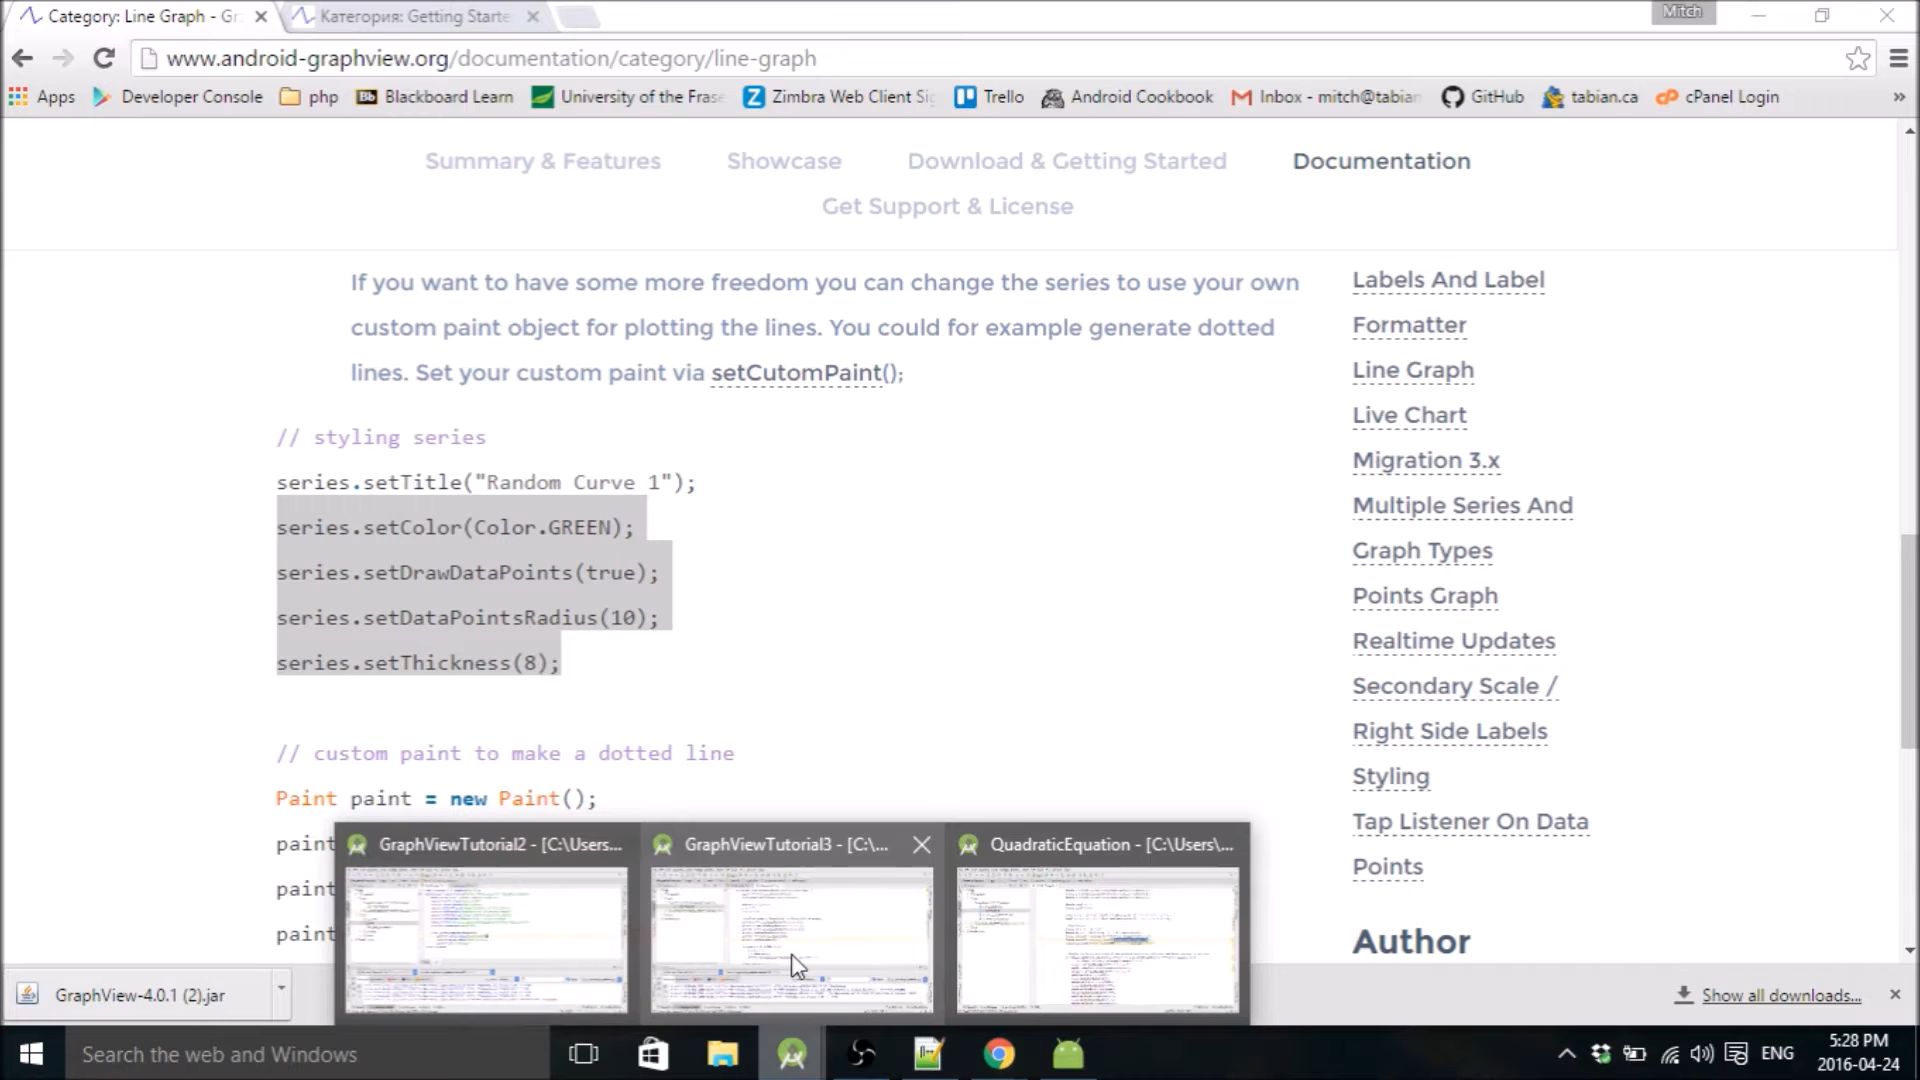 Category: Line Graph - Gr
Категория: Getting Starte
Mitch
www.android-graphview.org/documentation/category/line-graph
Apps
Developer Console
php
Blackboard Learn
University of the Frase
Zimbra Web Client Sig
Trello
Android Cookbook
Inbox - mitch@tabian
GitHub
tabian.ca
cPanel Login
Summary & Features
Showcase
Download & Getting Started
Documentation
Get Support & License
If you want to have some more freedom you can change the series to use your own
custom paint object for plotting the lines. You could for example generate dotted
lines. Set your custom paint via setCutomPaint();
// styling series
series.setTitle("Random Curve 1");
series.setColor(Color.GREEN);
series.setDrawDataPoints(true);
series.setDataPointsRadius(10);
series.setThickness(8);
// custom paint to make a dotted line
Paint paint = new Paint();
paint
paint
paint
Labels And Label
Formatter
Line Graph
Live Chart
Migration 3.x
Multiple Series And
Graph Types
Points Graph
Realtime Updates
Secondary Scale /
Right Side Labels
Styling
Tap Listener On Data
Points
Author
GraphViewTutorial2 - [C:\Users...
GraphViewTutorial3 - [C:\...
QuadraticEquation - [C:\Users\...
GraphView-4.0.1 (2).jar
Show all downloads...
Search the web and Windows
ENG
5:28 PM
2016-04-24